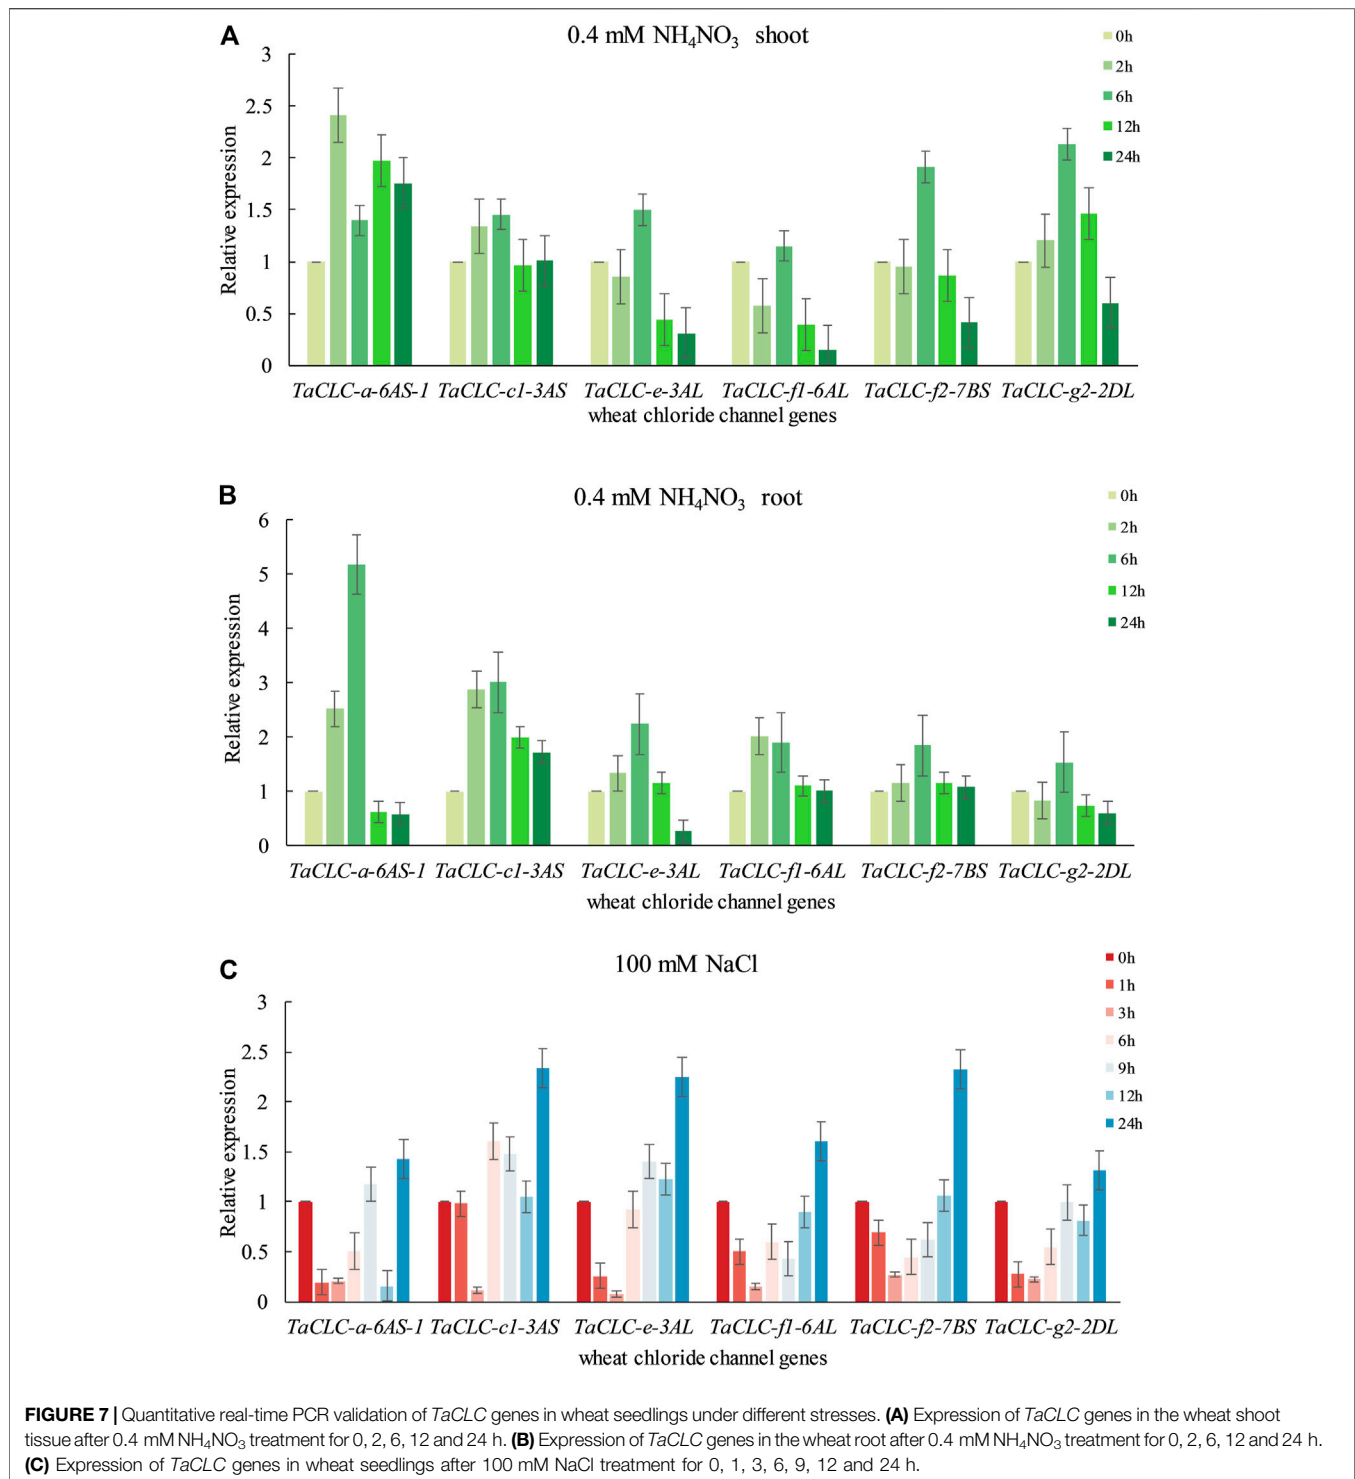 A
0.4 mM NH₄NO₃ shoot
0h
2h
6h
12h
24h
Relative expression
3
2.5
2
1.5
1
0.5
0
TaCLC-a-6AS-1 TaCLC-c1-3AS TaCLC-e-3AL TaCLC-f1-6AL TaCLC-f2-7BS TaCLC-g2-2DL
wheat chloride channel genes
B
0.4 mM NH₄NO₃ root
0h
2h
6h
12h
24h
Relative expression
6
5
4
3
2
1
0
TaCLC-a-6AS-1 TaCLC-c1-3AS TaCLC-e-3AL TaCLC-f1-6AL TaCLC-f2-7BS TaCLC-g2-2DL
wheat chloride channel genes
C
100 mM NaCl
0h
1h
3h
6h
9h
12h
24h
Relative expression
3
2.5
2
1.5
1
0.5
0
TaCLC-a-6AS-1 TaCLC-c1-3AS TaCLC-e-3AL TaCLC-f1-6AL TaCLC-f2-7BS TaCLC-g2-2DL
wheat chloride channel genes
FIGURE 7 | Quantitative real-time PCR validation of TaCLC genes in wheat seedlings under different stresses. (A) Expression of TaCLC genes in the wheat shoot
tissue after 0.4 mM NH₄NO₃ treatment for 0, 2, 6, 12 and 24 h. (B) Expression of TaCLC genes in the wheat root after 0.4 mM NH₄NO₃ treatment for 0, 2, 6, 12 and 24 h.
(C) Expression of TaCLC genes in wheat seedlings after 100 mM NaCl treatment for 0, 1, 3, 6, 9, 12 and 24 h.